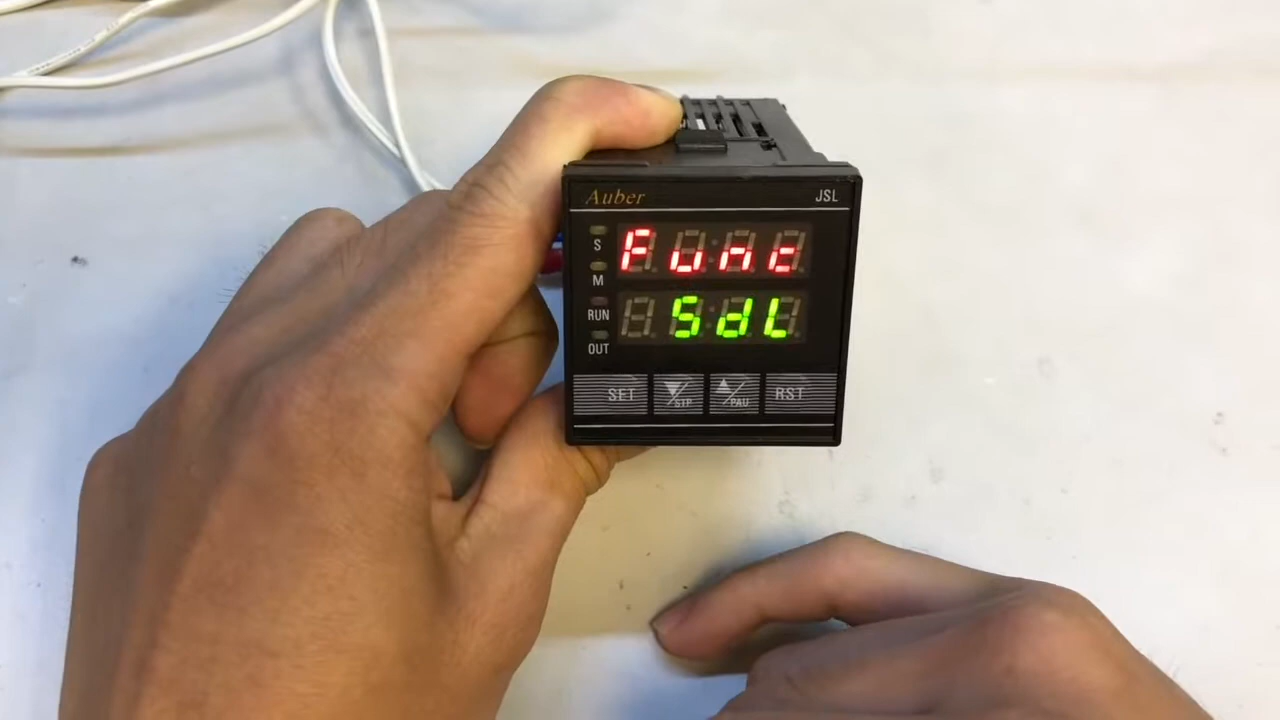 Auber JSL
S
Func
M
RUN
SdL
OUT
SET ▼/STP ▲/PAU RST